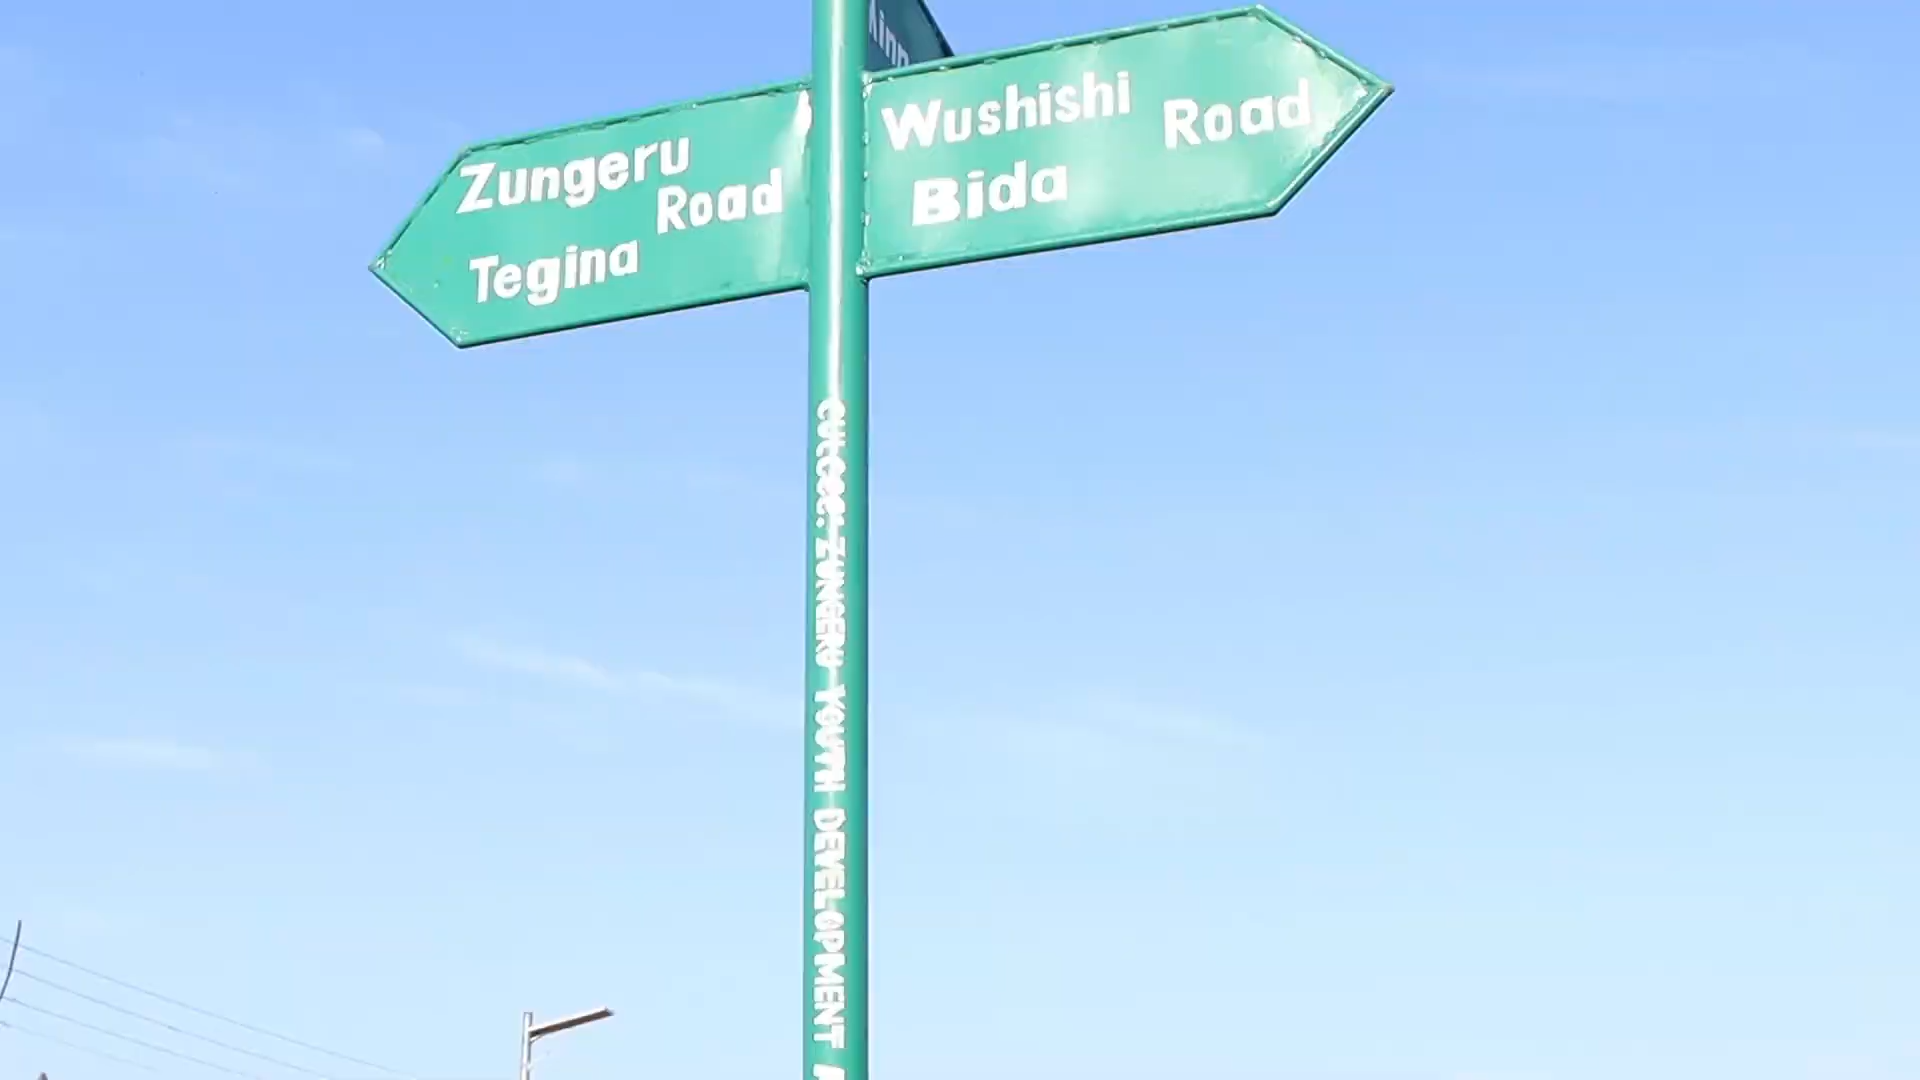 Zungeru
Road
Tegina
Wushishi
Road
Bida
ZUNGERU YOUTH DEVELOPMENT